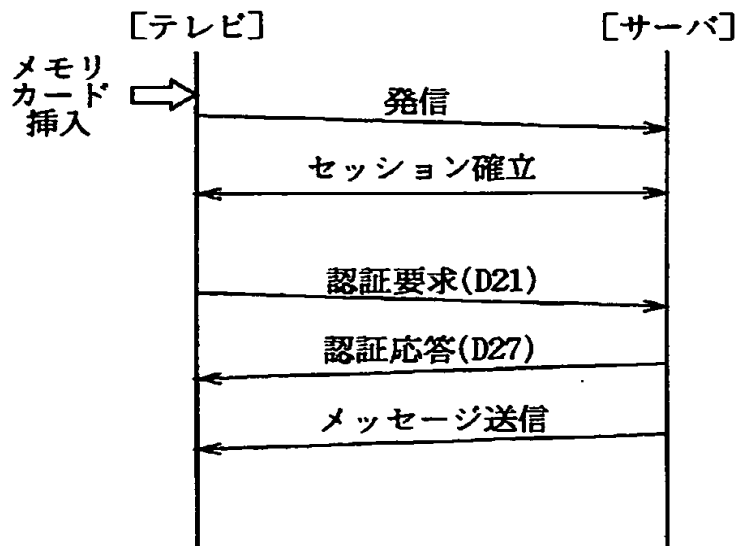 [テレビ] [サーバ]
メモリ
カード
挿入
発信
セッション確立
認証要求(D21)
認証応答(D27)
メッセージ送信